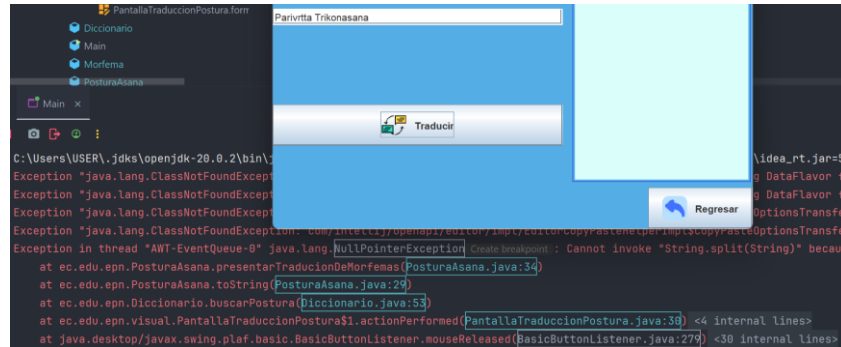 PantallaTraduccionPostura.form
Diccionario
Main
Morfema
PosturaAsana
Parivrtta Trikonasana
Traducir
Regresar
Main ×
C:\Users\USER\.jdks\openjdk-20.0.2\bin\j \idea_rt.jar=5
Exception "java.lang.ClassNotFoundExcept g DataFlavor
Exception "java.lang.ClassNotFoundExcept g DataFlavor
Exception "java.lang.ClassNotFoundExcept OptionsTransfe
Exception "java.lang.ClassNotFoundException: com/intellij/openapi/editor/impl/EditorCopyPasteHelperImpl$CopyPasteOptionsTransfe
Exception in thread "AWT-EventQueue-0" java.lang.NullPointerException Create breakpoint : Cannot invoke "String.split(String)" becau
at ec.edu.epn.PosturaAsana.presentarTraducionDeMorfemas(PosturaAsana.java:34)
at ec.edu.epn.PosturaAsana.toString(PosturaAsana.java:29)
at ec.edu.epn.Diccionario.buscarPostura(Diccionario.java:53)
at ec.edu.epn.visual.PantallaTraduccionPostura$1.actionPerformed(PantallaTraduccionPostura.java:30) <4 internal lines>
at java.desktop/javax.swing.plaf.basic.BasicButtonListener.mouseReleased(BasicButtonListener.java:279) <30 internal lines>